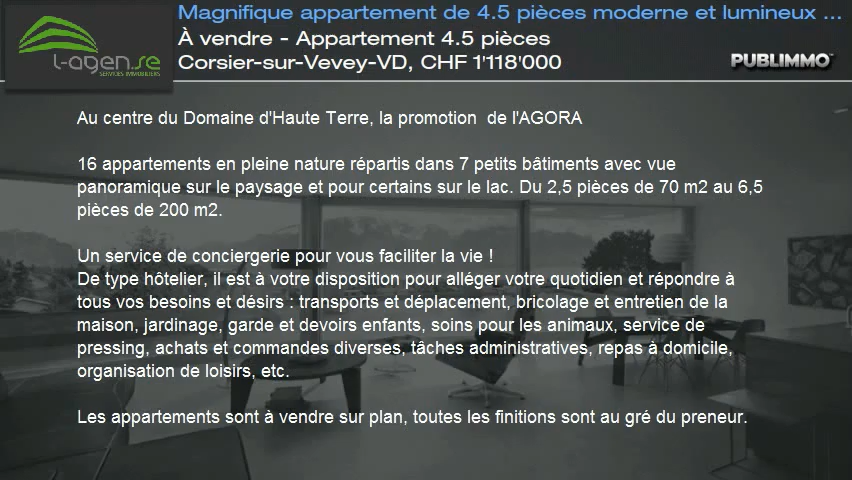 Magnifique appartement de 4.5 pièces moderne et lumineux ...
À vendre - Appartement 4.5 pièces
Corsier-sur-Vevey-VD, CHF 1'118'000
l-agen.se
SERVICES IMMOBILIERS
PUBLIMMO
Au centre du Domaine d'Haute Terre, la promotion de l'AGORA
16 appartements en pleine nature répartis dans 7 petits bâtiments avec vue
panoramique sur le paysage et pour certains sur le lac. Du 2,5 pièces de 70 m2 au 6,5
pièces de 200 m2.
Un service de conciergerie pour vous faciliter la vie !
De type hôtelier, il est à votre disposition pour alléger votre quotidien et répondre à
tous vos besoins et désirs : transports et déplacement, bricolage et entretien de la
maison, jardinage, garde et devoirs enfants, soins pour les animaux, service de
pressing, achats et commandes diverses, tâches administratives, repas à domicile,
organisation de loisirs, etc.
Les appartements sont à vendre sur plan, toutes les finitions sont au gré du preneur.